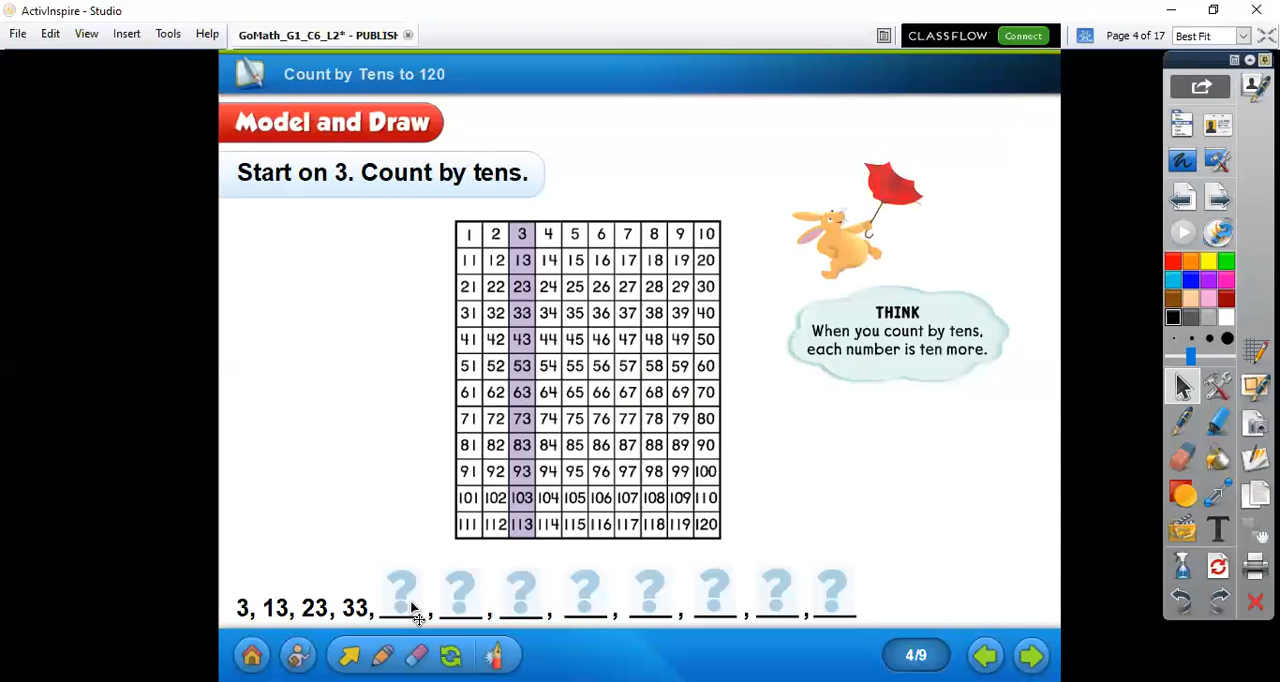 ActivInspire - Studio
File Edit View Insert Tools Help
GoMath_G1_C6_L2* - PUBLISH
CLASSFLOW Connect
Page 4 of 17
Best Fit
Count by Tens to 120
Model and Draw
Start on 3. Count by tens.
1 2 3 4 5 6 7 8 9 10
11 12 13 14 15 16 17 18 19 20
21 22 23 24 25 26 27 28 29 30
31 32 33 34 35 36 37 38 39 40
41 42 43 44 45 46 47 48 49 50
51 52 53 54 55 56 57 58 59 60
61 62 63 64 65 66 67 68 69 70
71 72 73 74 75 76 77 78 79 80
81 82 83 84 85 86 87 88 89 90
91 92 93 94 95 96 97 98 99 100
101 102 103 104 105 106 107 108 109 110
111 112 113 114 115 116 117 118 119 120
THINK
When you count by tens,
each number is ten more.
3, 13, 23, 33, ?, ?, ?, ?, ?, ?, ?, ?
4/9